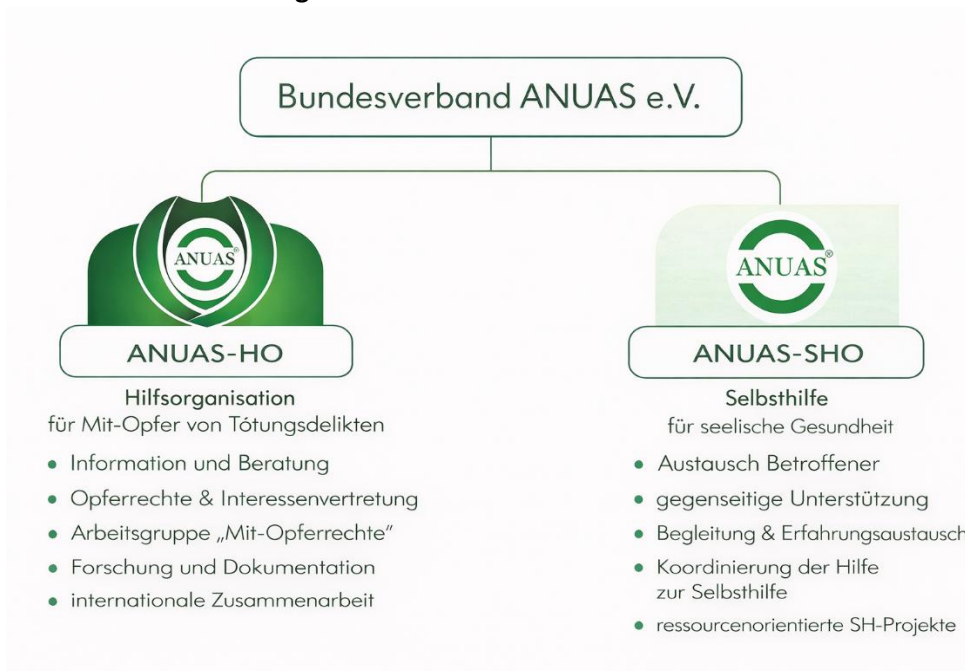 Bundesverband ANUAS e.V.
ANUAS
ANUAS-HO
Hilfsorganisation
für Mit-Opfer von Tótungsdelikten
• Information und Beratung
• Opferrechte & Interessenvertretung
• Arbeitsgruppe „Mit-Opferrechte”
• Forschung und Dokumentation
• internationale Zusammenarbeit
ANUAS®
ANUAS-SHO
Selbsthilfe
für seelische Gesundheit
• Austausch Betroffener
• gegenseitige Unterstützung
• Begleitung & Erfahrungsaustausch
• Koordinierung der Hilfe
zur Selbsthilfe
• ressourcenorientierte SH-Projekte